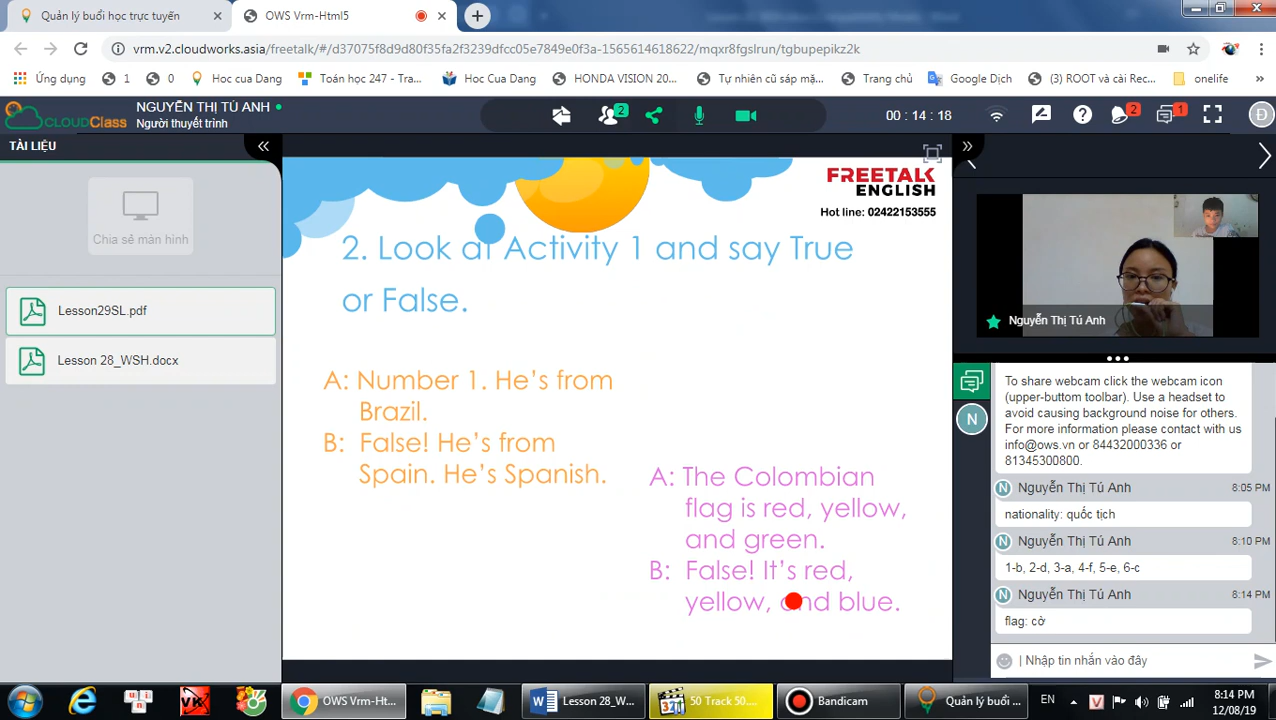 Quản lý buổi học trực tuyến
OWS Vrm-Html5
vrm.v2.cloudworks.asia/freetalk/#/d37075f8d9d80f35fa2f3239dfcc05e7849e0f3a-1565614618622/mqxr8fgslrun/tgbupepikz2k
Ứng dụng
1
0
Hoc cua Dang
Toán học 247 - Tra...
Học Cua Dang
HONDA VISION 20...
Tự nhiên cũ sáp mặ...
Trang chủ
Google Dịch
(3) ROOT và cài Rec...
onelife
»
CLOUDClass
NGUYỄN THỊ TÚ ANH
Người thuyết trình
2
00 : 14 : 18
2
1
Đ
TÀI LIỆU
Chia sẻ màn hình
Lesson29SL.pdf
Lesson 28_WSH.docx
FREETALK
ENGLISH
Hot line: 02422153555
2. Look at Activity 1 and say True
or False.
A: Number 1. He's from
Brazil.
B: False! He's from
Spain. He's Spanish.
A: The Colombian
flag is red, yellow,
and green.
B: False! It's red,
yellow, and blue.
Nguyễn Thị Tú Anh
To share webcam click the webcam icon
(upper-buttom toolbar). Use a headset to
avoid causing background noise for others.
For more information please contact with us
info@ows.vn or 84432000336 or
81345300800.
N
Nguyễn Thị Tú Anh 8:05 PM
nationality: quốc tịch
Nguyễn Thị Tú Anh 8:10 PM
1-b, 2-d, 3-a, 4-f, 5-e, 6-c
Nguyễn Thị Tú Anh 8:14 PM
flag: cờ
Nhập tin nhắn vào đây
OWS Vrm-Ht...
Lesson 28_W...
50 Track 50....
Bandicam
Quản lý buổi ...
EN
8:14 PM
12/08/19